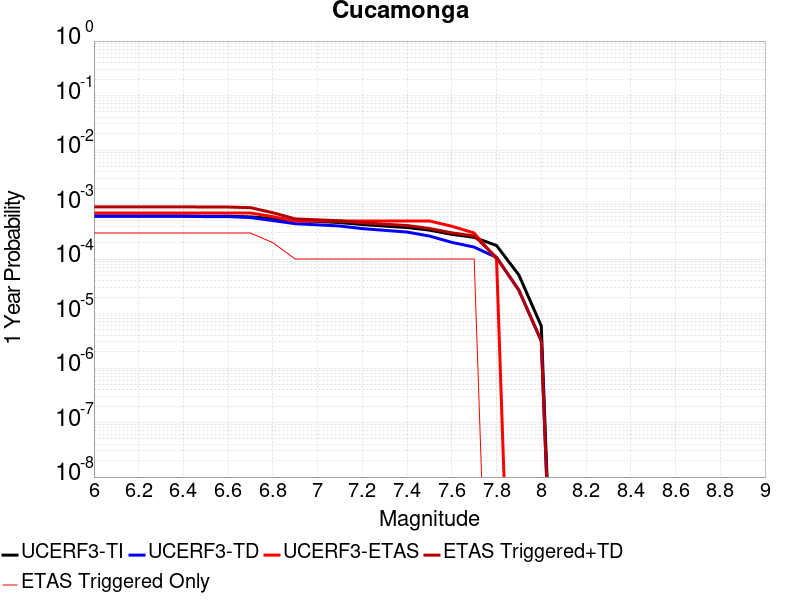 Cucamonga
10^0
10^-1
10^-2
10^-3
10^-4
10^-5
10^-6
10^-7
10^-8
1 Year Probability
6 6.2 6.4 6.6 6.8 7 7.2 7.4 7.6 7.8 8 8.2 8.4 8.6 8.8 9
Magnitude
UCERF3-TI UCERF3-TD UCERF3-ETAS ETAS Triggered+TD
ETAS Triggered Only